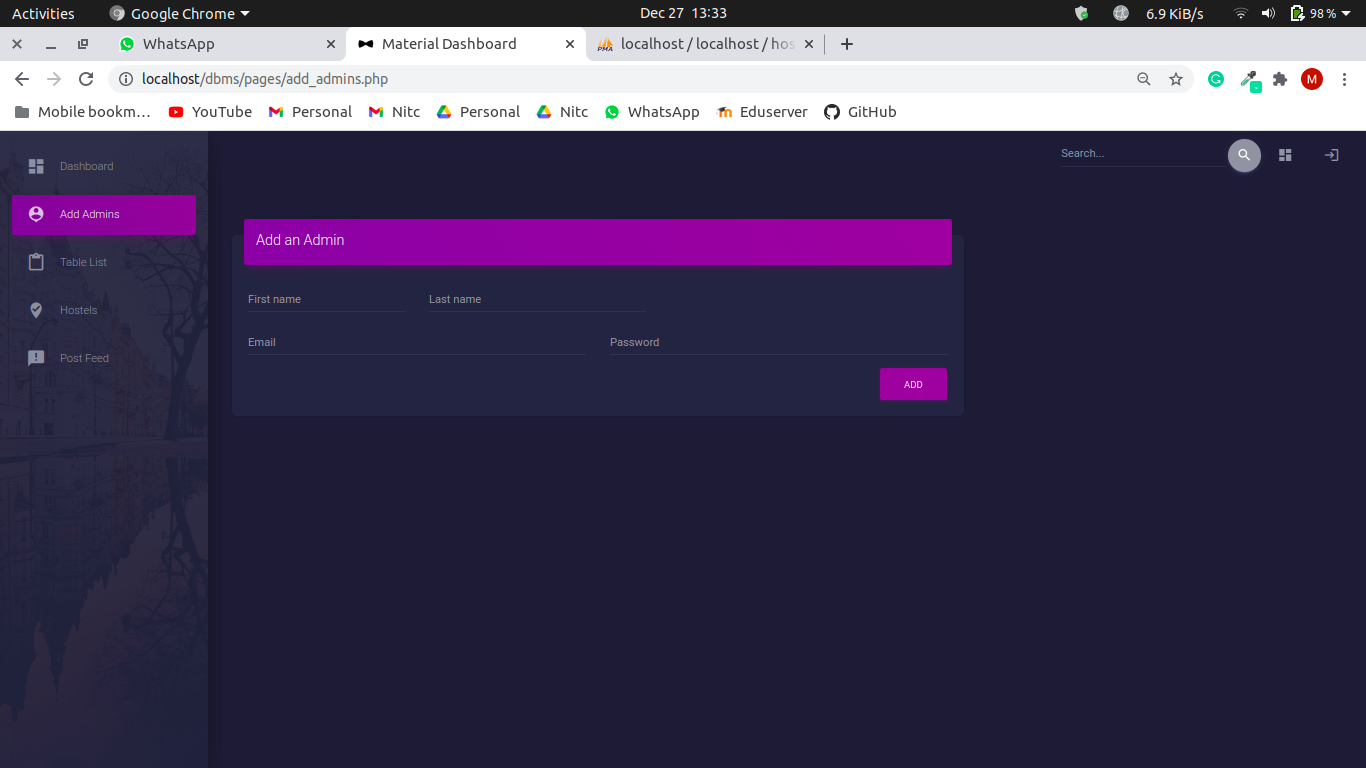 Activities Google Chrome Dec 27 13:33 6.9 KiB/s 98 %
WhatsApp Material Dashboard localhost / localhost / hos
localhost/dbms/pages/add_admins.php M
Mobile bookm… YouTube Personal Nitc Personal Nitc WhatsApp Eduserver GitHub
Search...
Dashboard
Add Admins
Table List
Hostels
Post Feed
Add an Admin
First name Last name
Email Password
ADD